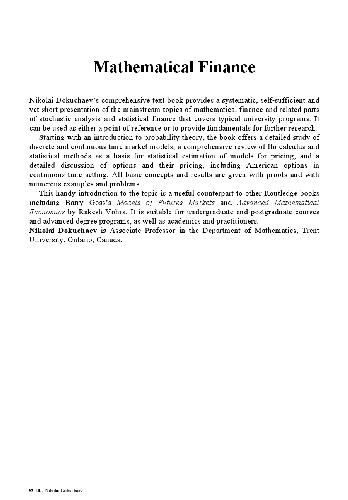 Mathematical Finance
Nikolai Dokuchaev's comprehensive text book provides a systematic, self-sufficient and
yet short presentation of the mainstream topics of mathematical finance and related parts
of stochastic analysis and statistical finance that covers typical university programs. It
can be used as either a point of reference or to provide fundamentals for further research.
Starting with an introduction to probability theory, the book offers a detailed study of
discrete and continuous time market models, a comprehensive review of Ito calculus and
statistical methods as a basis for statistical estimation of models for pricing, and a
detailed discussion of options and their pricing, including American options in
continuous time setting. All basic concepts and results are given with proofs and with
numerous examples and problems.
This handy introduction to the topic is a useful counterpart to other Routledge books
including Barry Goss's Models of Futures Markets and Advanced Mathematical
Economics by Rakesh Vohra. It is suitable for undergraduate and postgraduate courses
and advanced degree programs, as well as academics and practitioners.
Nikolai Dokuchaev is Associate Professor in the Department of Mathematics, Trent
University, Ontario, Canada.